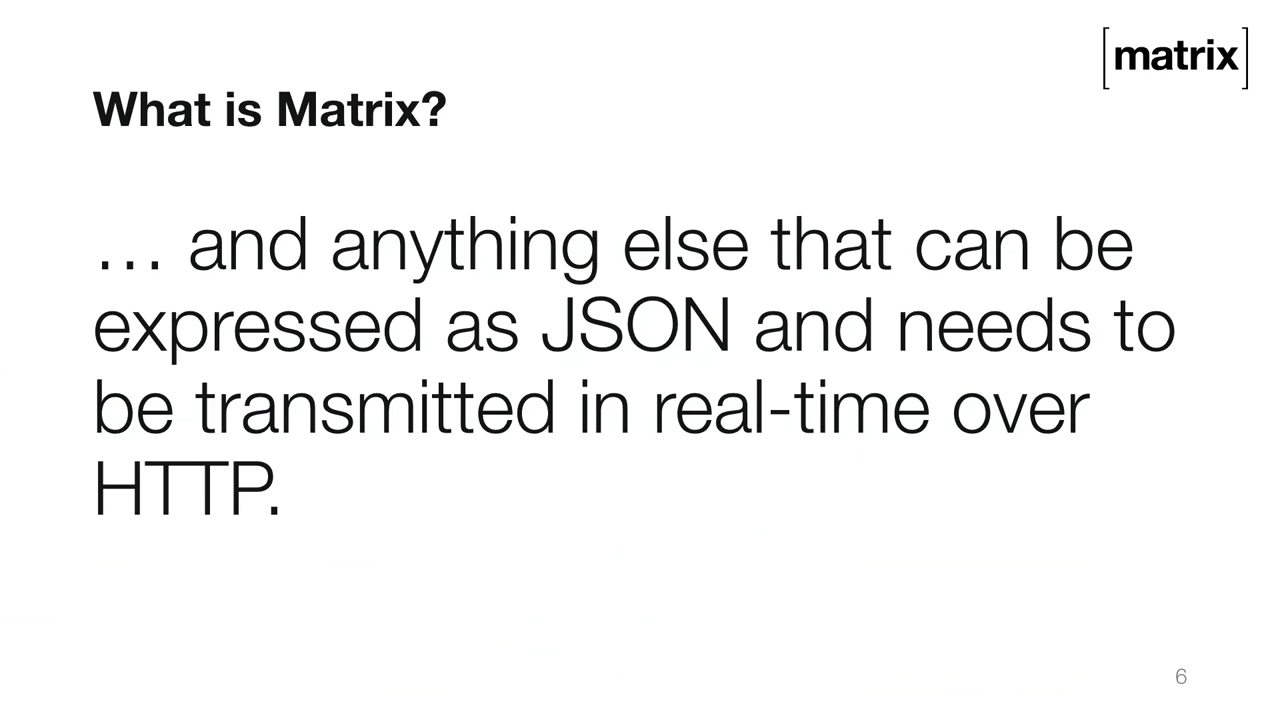 [matrix]
What is Matrix?
… and anything else that can be
expressed as JSON and needs to
be transmitted in real-time over
HTTP.
6